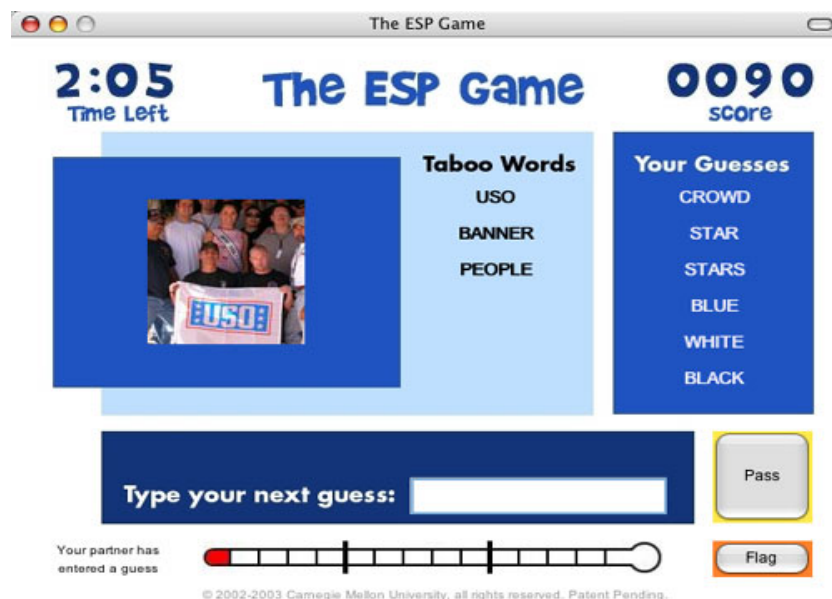 The ESP Game
2:05
Time Left
The ESP Game
0090
score
Taboo Words
USO
BANNER
PEOPLE
Your Guesses
CROWD
STAR
STARS
BLUE
WHITE
BLACK
USO
Type your next guess:
Pass
Your partner has
entered a guess
Flag
© 2002-2003 Carnegie Mellon University, all rights reserved. Patent Pending.